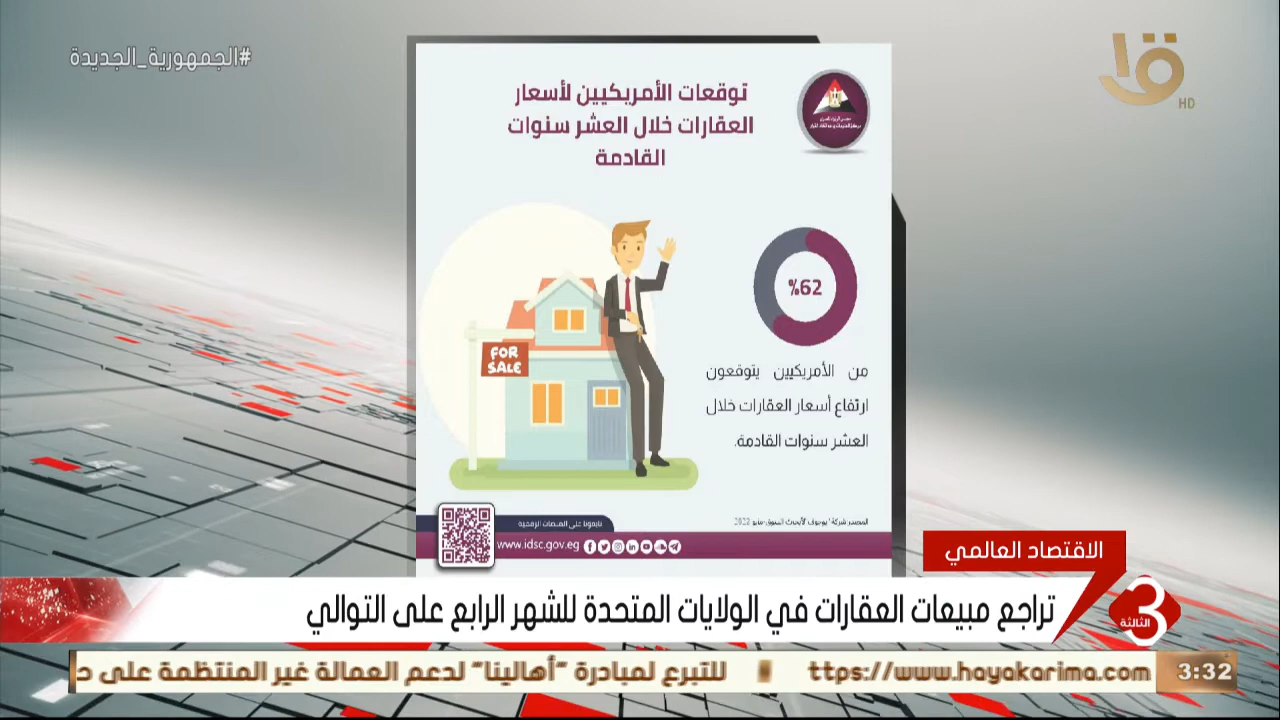 #الجمهورية_الجديدة
HD
توقعات الأمريكيين لأسعار
العقارات خلال العشر سنوات
القادمة
%62
من الأمريكيين يتوقعون
ارتفاع أسعار العقارات خلال
العشر سنوات القادمة.
FOR
SALE
تابعونا على المنصات الرقمية
www.idsc.gov.eg
الاقتصاد العالمي
3
الثالثة
تراجع مبيعات العقارات في الولايات المتحدة للشهر الرابع على التوالي
3:32
ttps://www.hayakarima.com للتبرع لمبادرة "أهالينا" لدعم العمالة غير المنتظمة على